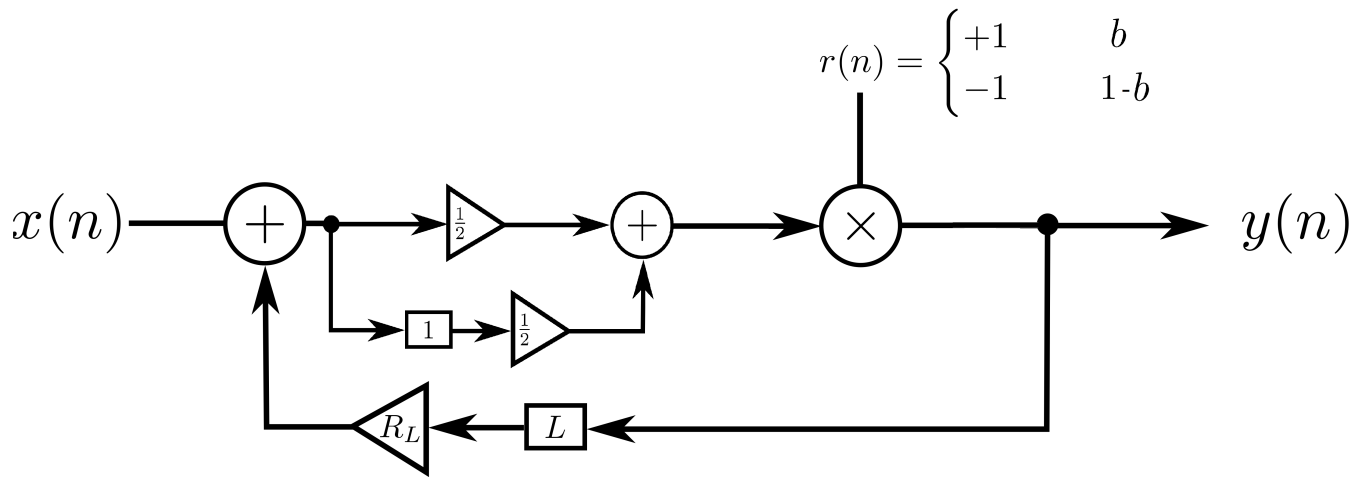 r(n) = { +1 b
−1 1-b
x(n) + 1/2 + × y(n)
1 1/2
R_L L